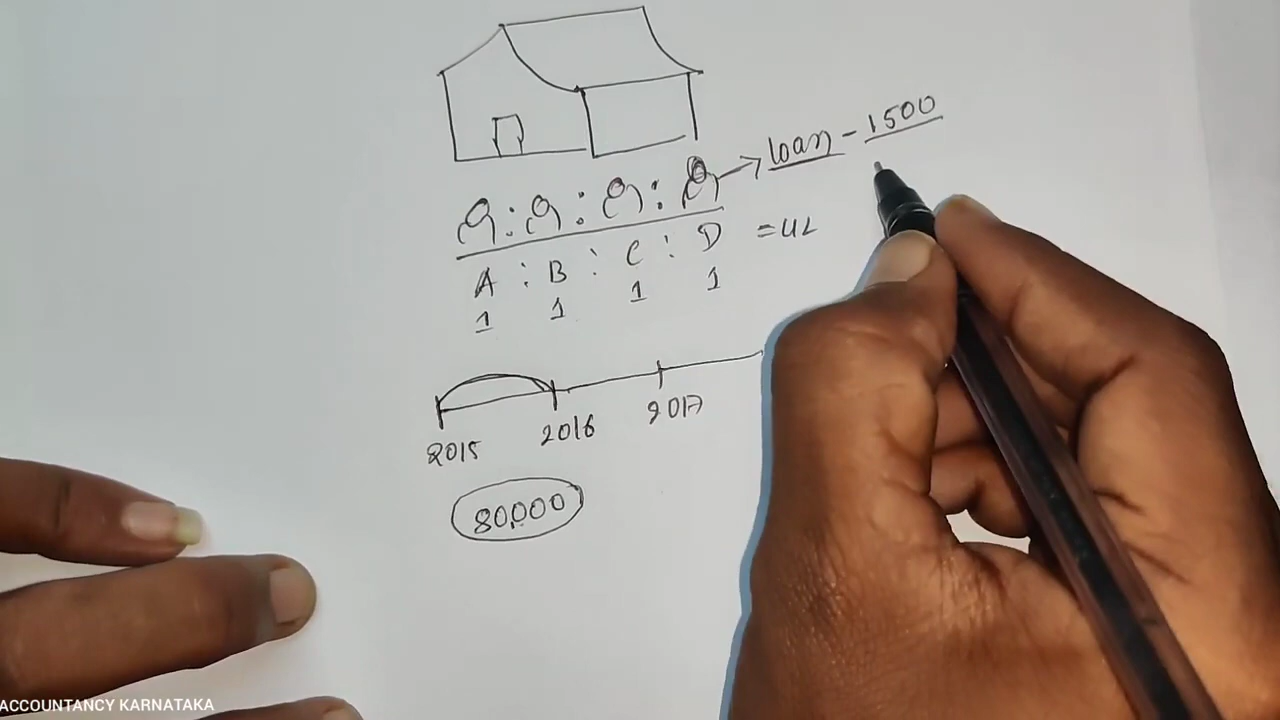 loan - 1500
A : B : C : D = 4L
1 1 1 1
2015 2016 2017
80,000
ACCOUNTANCY KARNATAKA